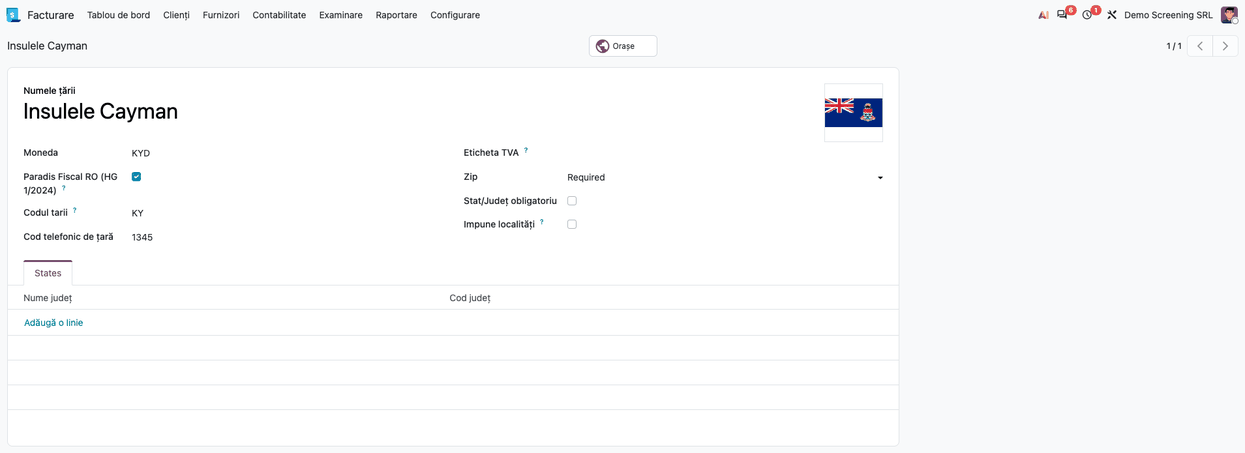 Facturare Tablou de bord Clienți Furnizori Contabilitate Examinare Raportare Configurare AI 6 1 Demo Screening SRL
Insulele Cayman Orașe 1 / 1
Numele țării
Insulele Cayman
Moneda KYD Eticheta TVA ?
Paradis Fiscal RO (HG
1/2024) ? Zip Required
Stat/Județ obligatoriu
Codul tarii ? KY
Impune localități ?
Cod telefonic de țară 1345
States
Nume județ Cod județ
Adăugă o linie